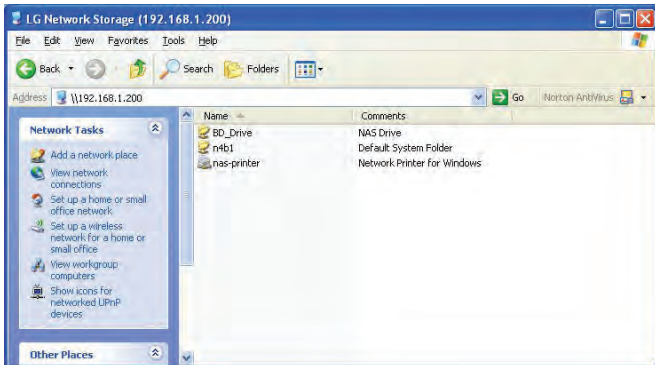 LG Network Storage (192.168.1.200)
File Edit View Favorites Tools Help
Back Search Folders
Address \\192.168.1.200 Go Norton AntiVirus
Network Tasks
Add a network place
View network
connections
Set up a home or small
office network
Set up a wireless
network for a home or
small office
View workgroup
computers
Show icons for
networked UPnP
devices
Other Places
Name Comments
BD_Drive NAS Drive
n4b1 Default System Folder
nas-printer Network Printer for Windows